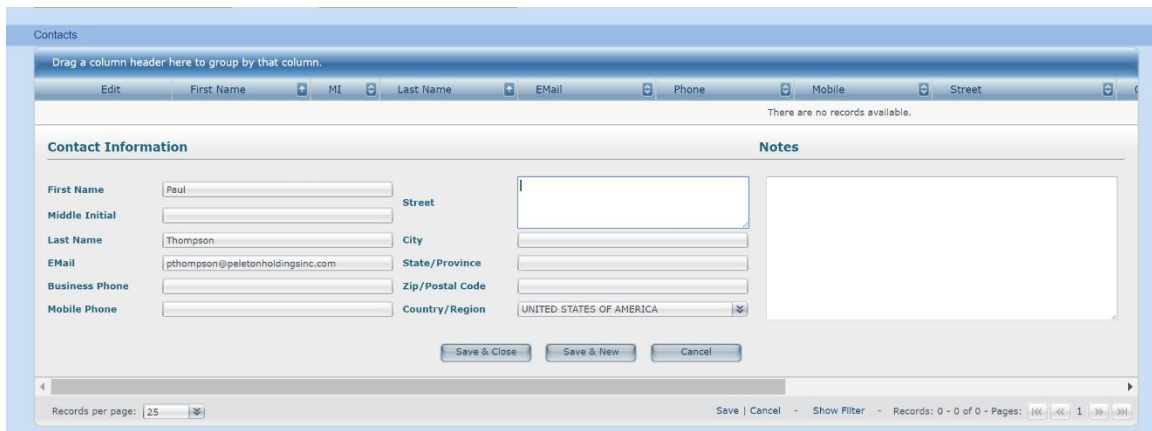 Contacts
Drag a column header here to group by that column.
Edit First Name MI Last Name EMail Phone Mobile Street
There are no records available.
Contact Information Notes
First Name Paul Street
Middle Initial
Last Name Thompson City
EMail pthompson@peletonholdingsinc.com State/Province
Business Phone Zip/Postal Code
Mobile Phone Country/Region UNITED STATES OF AMERICA
Save & Close Save & New Cancel
Records per page: 25 Save | Cancel - Show Filter - Records: 0 - 0 of 0 - Pages: 1